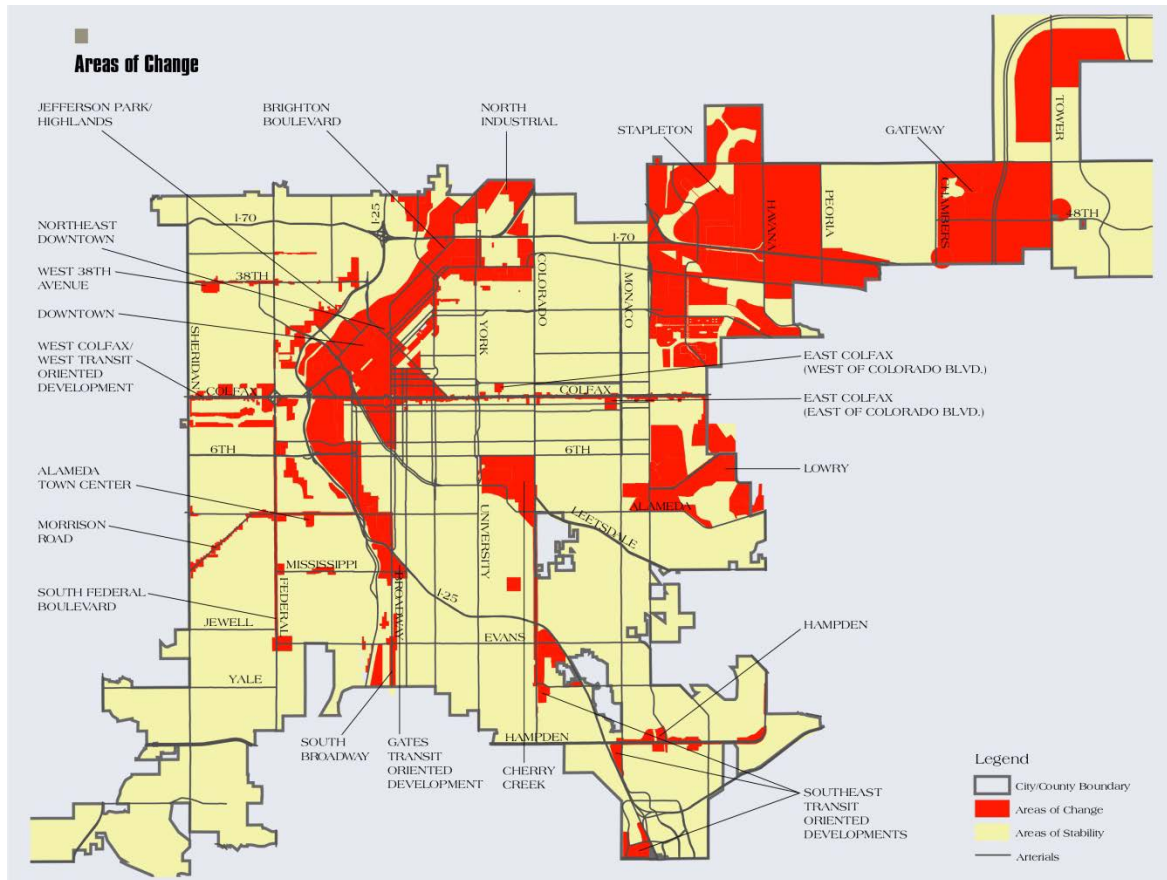 Areas of Change
JEFFERSON PARK/
HIGHLANDS
BRIGHTON
BOULEVARD
NORTH
INDUSTRIAL
STAPLETON
GATEWAY
TOWER
NORTHEAST
DOWNTOWN
WEST 38TH
AVENUE
DOWNTOWN
WEST COLFAX/
WEST TRANSIT
ORIENTED
DEVELOPMENT
ALAMEDA
TOWN CENTER
MORRISON
ROAD
SOUTH FEDERAL
BOULEVARD
I-70
I-25
38TH
SHERIDAN
COLFAX
6TH
MISSISSIPPI
FEDERAL
JEWELL
YALE
BROADWAY
I-25
UNIVERSITY
YORK
COLORADO
MONACO
I-70
HAVANA
PEORIA
CHAMBERS
48TH
COLFAX
6TH
ALAMEDA
LEETSDALE
EVANS
HAMPDEN
EAST COLFAX
(WEST OF COLORADO BLVD.)
EAST COLFAX
(EAST OF COLORADO BLVD.)
LOWRY
HAMPDEN
SOUTH
BROADWAY
GATES
TRANSIT
ORIENTED
DEVELOPMENT
CHERRY
CREEK
SOUTHEAST
TRANSIT
ORIENTED
DEVELOPMENTS
Legend
City/County Boundary
Areas of Change
Areas of Stability
Arterials